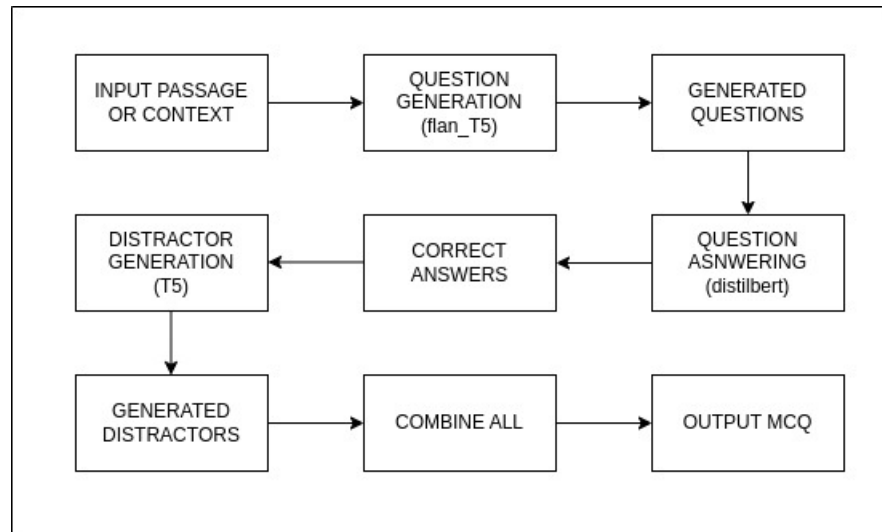 INPUT PASSAGE
OR CONTEXT
QUESTION
GENERATION
(flan_T5)
GENERATED
QUESTIONS
DISTRACTOR
GENERATION
(T5)
CORRECT
ANSWERS
QUESTION
ASNWERING
(distilbert)
GENERATED
DISTRACTORS
COMBINE ALL
OUTPUT MCQ